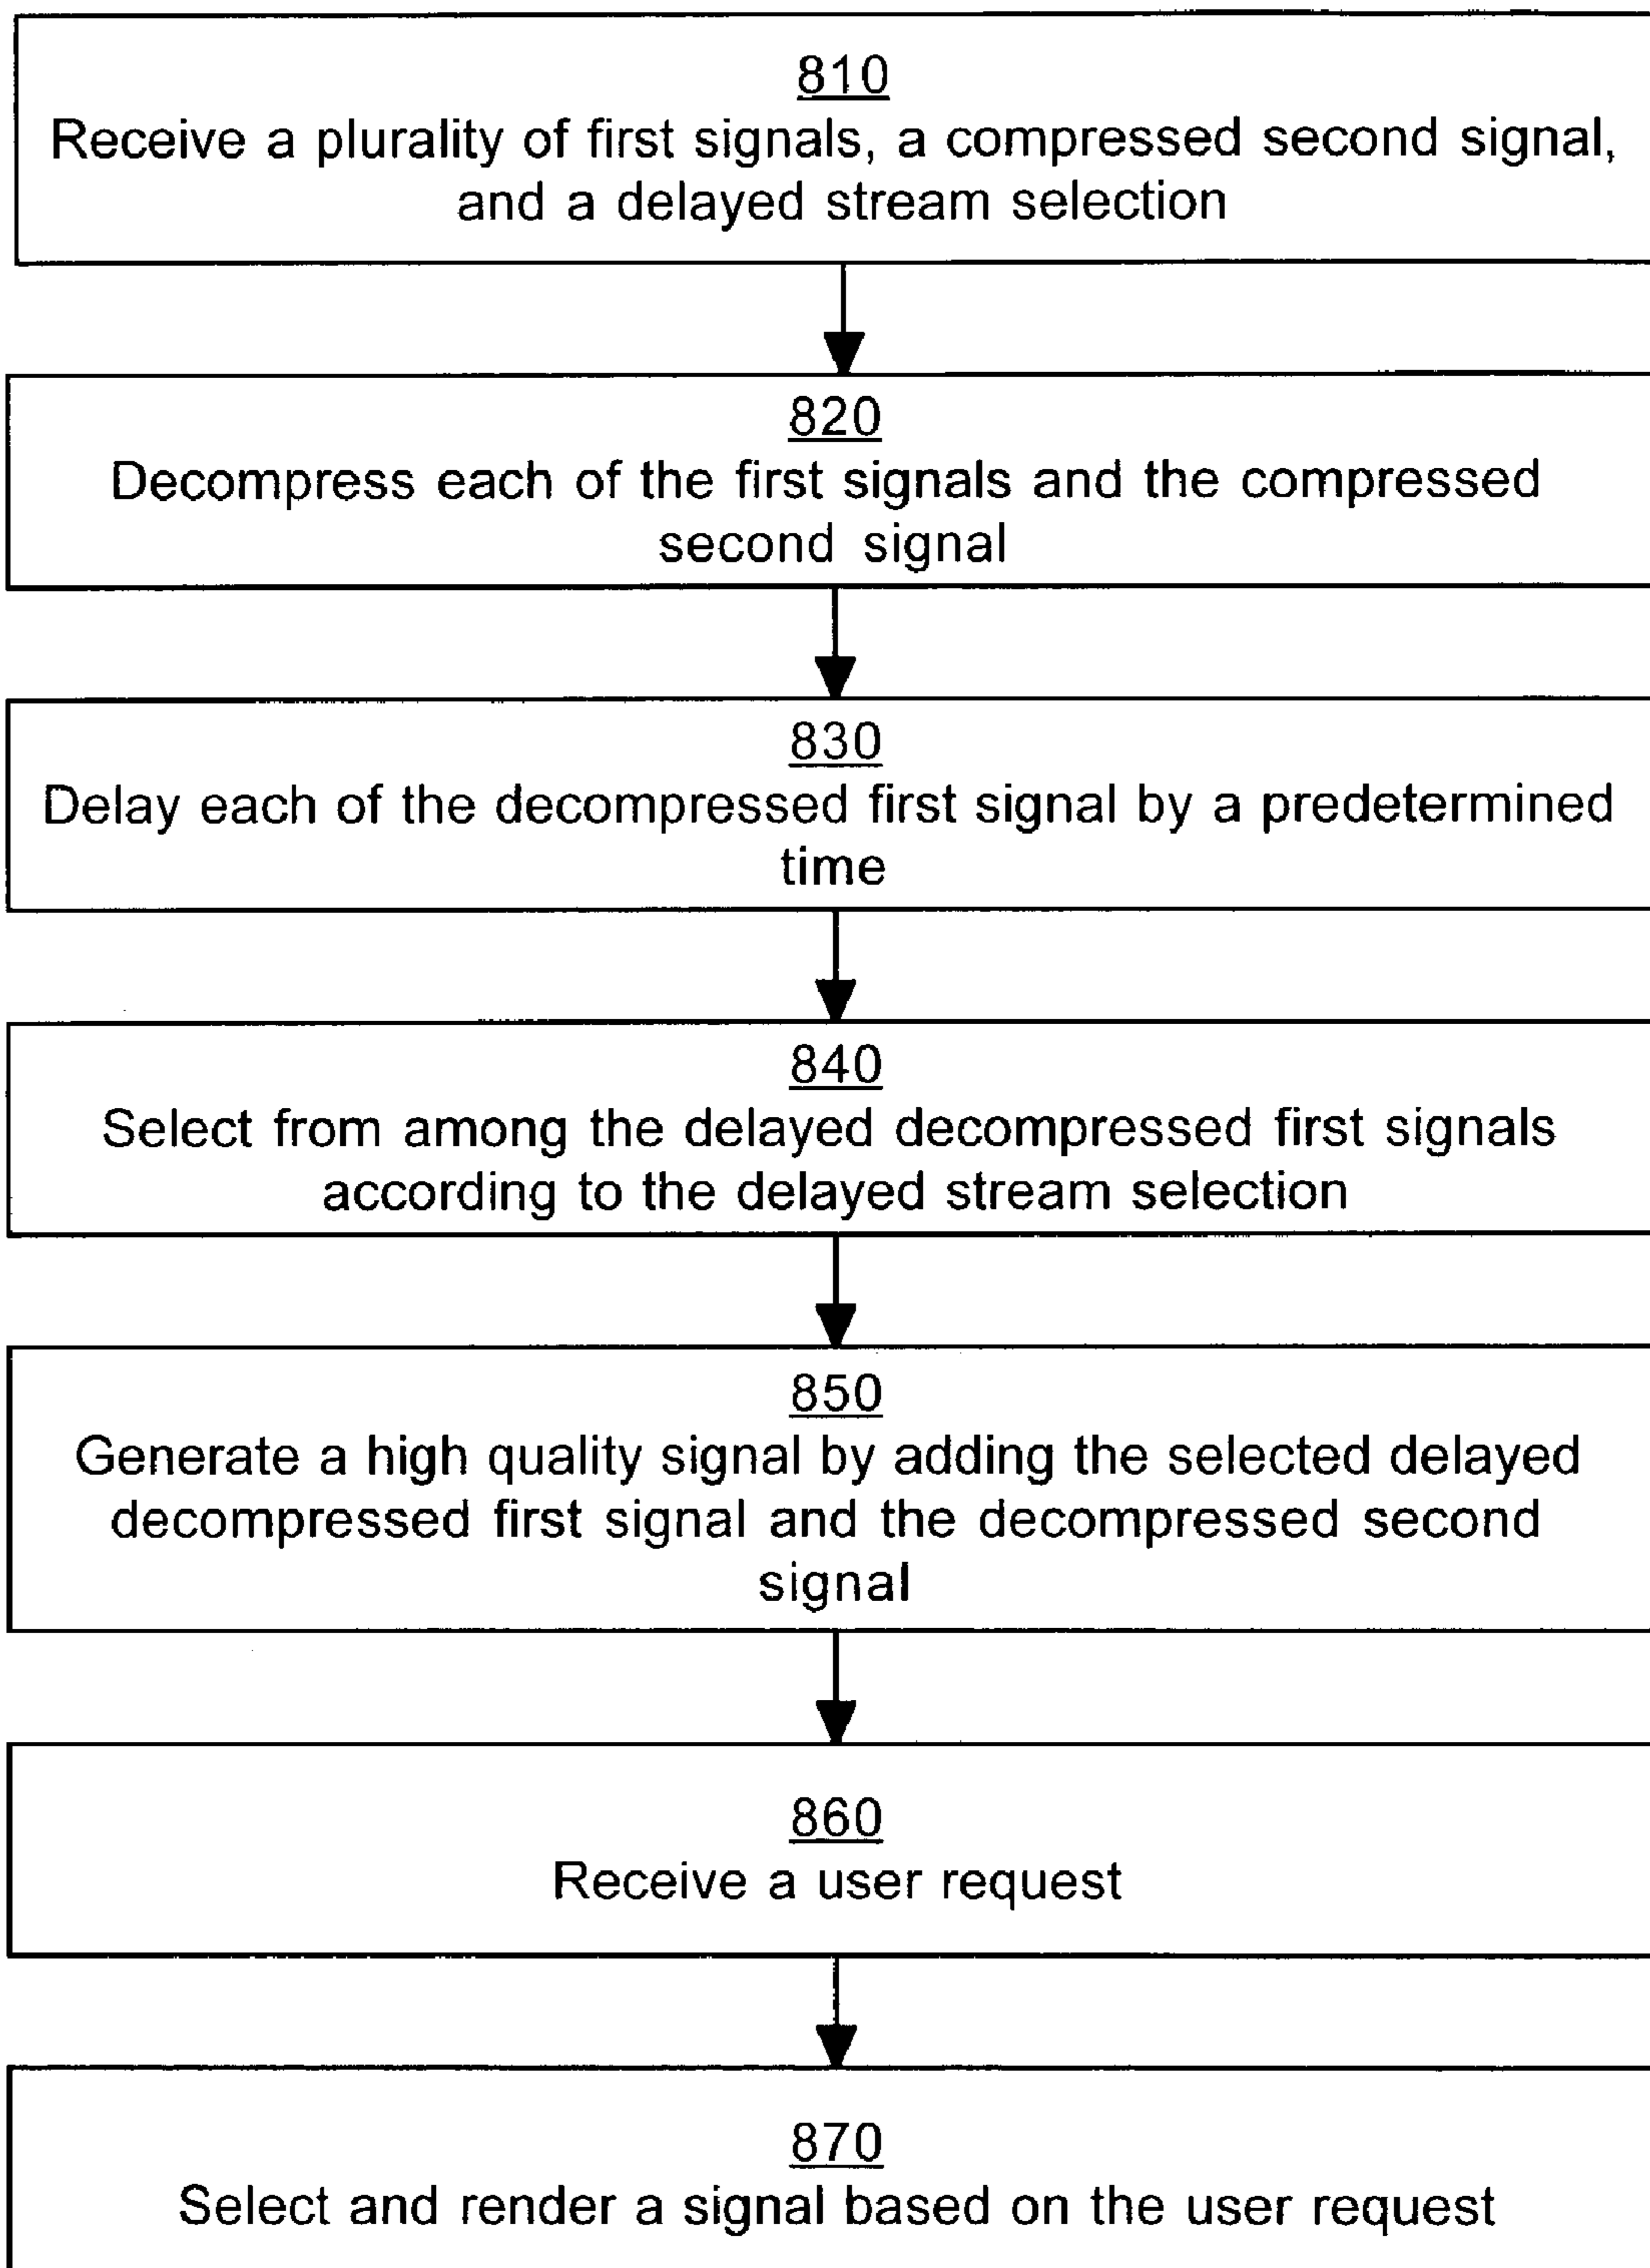 810
Receive a plurality of first signals, a compressed second signal,
and a delayed stream selection
820
Decompress each of the first signals and the compressed
second signal
830
Delay each of the decompressed first signal by a predetermined
time
840
Select from among the delayed decompressed first signals
according to the delayed stream selection
850
Generate a high quality signal by adding the selected delayed
decompressed first signal and the decompressed second
signal
860
Receive a user request
870
Select and render a signal based on the user request